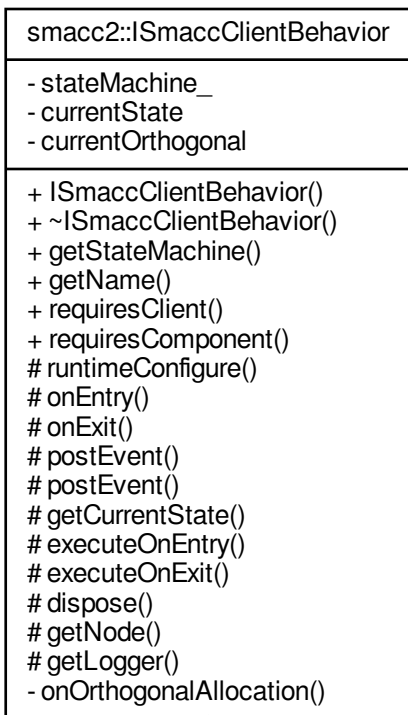 smacc2::ISmaccClientBehavior
- stateMachine_
- currentState
- currentOrthogonal
+ ISmaccClientBehavior()
+ ~ISmaccClientBehavior()
+ getStateMachine()
+ getName()
+ requiresClient()
+ requiresComponent()
# runtimeConfigure()
# onEntry()
# onExit()
# postEvent()
# postEvent()
# getCurrentState()
# executeOnEntry()
# executeOnExit()
# dispose()
# getNode()
# getLogger()
- onOrthogonalAllocation()